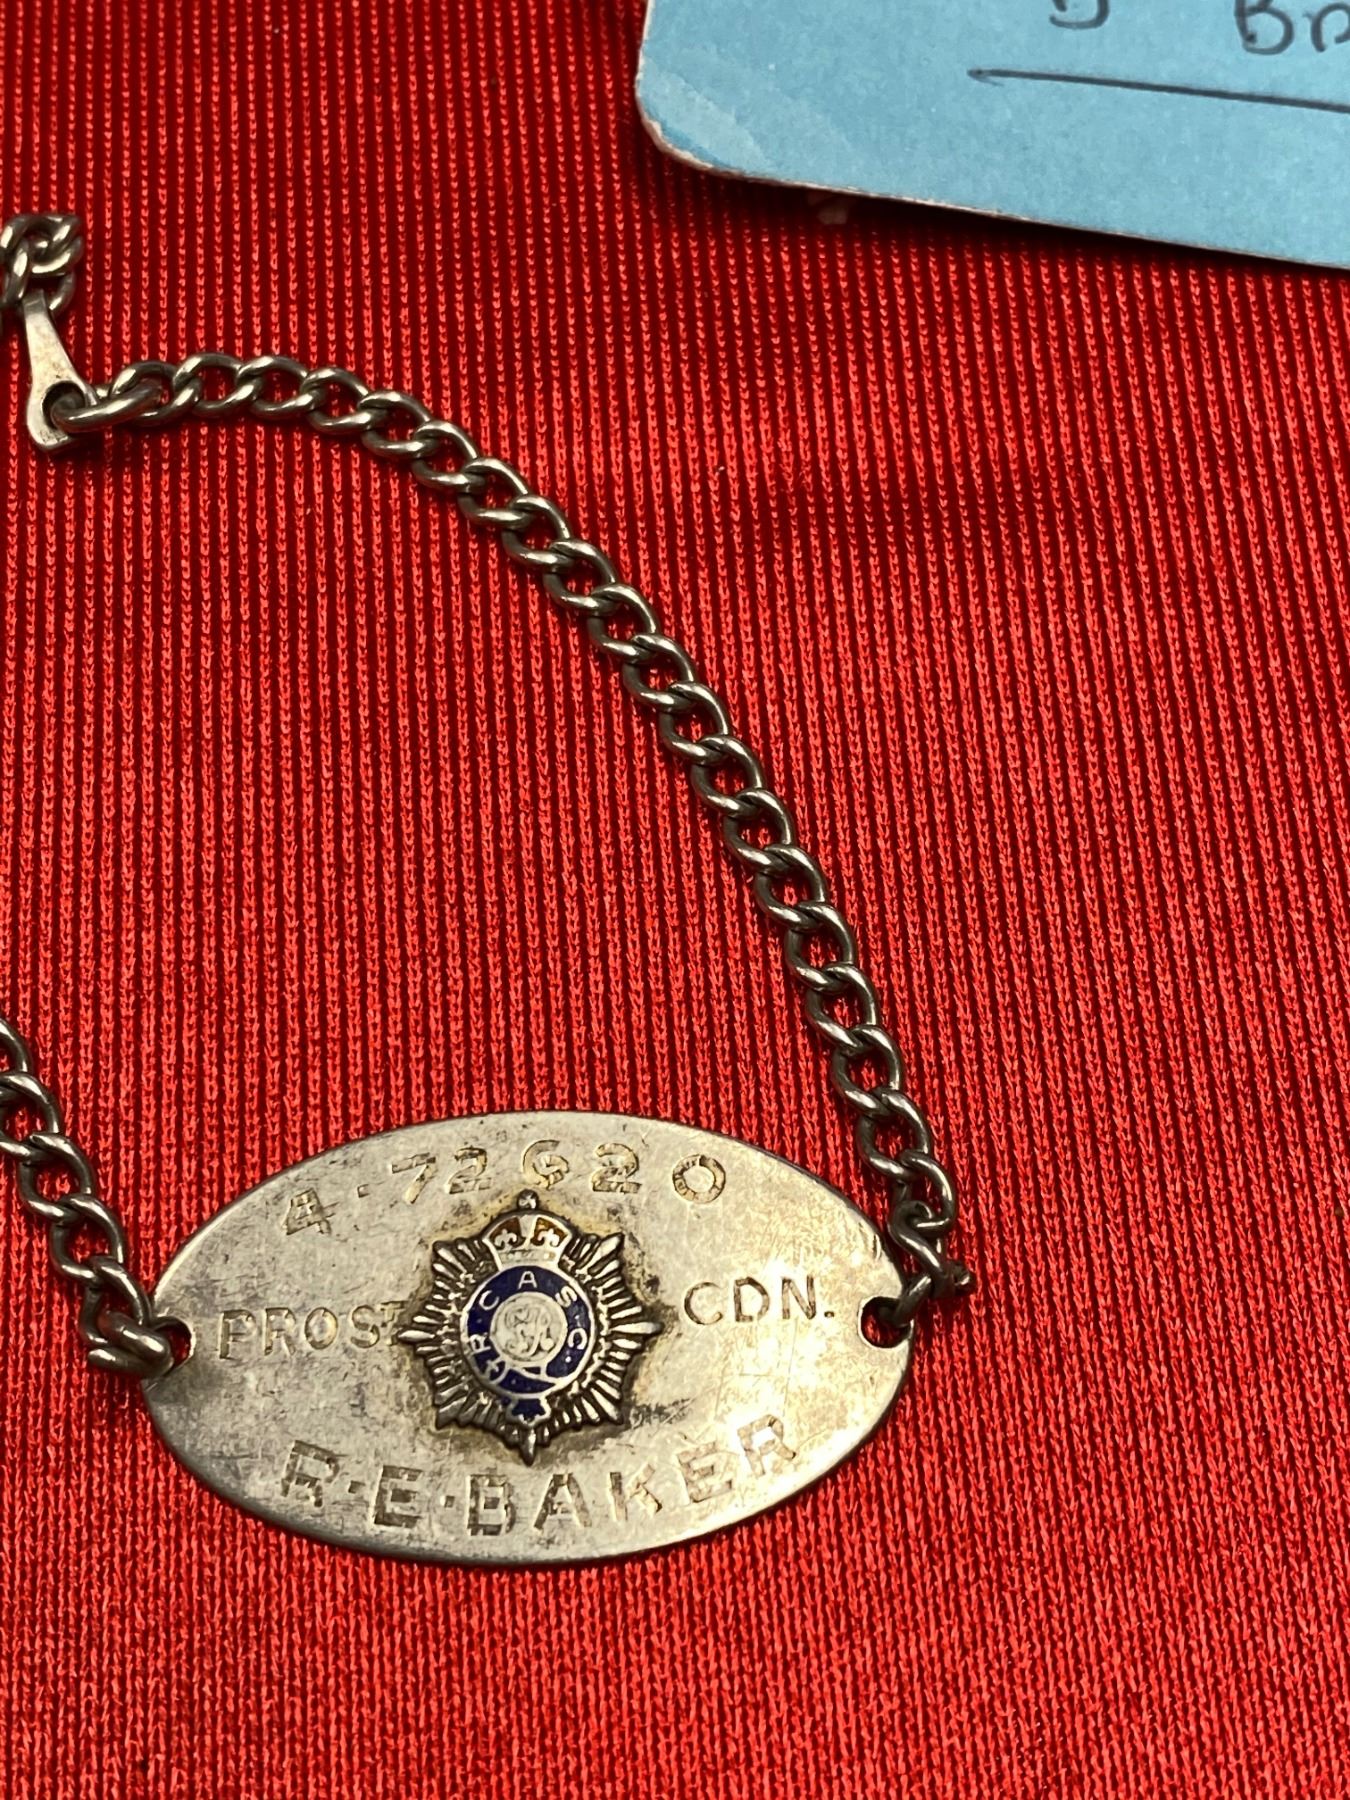 A·72620
PROST CDN.
R.C.A.S.C.
R·E·BAKER